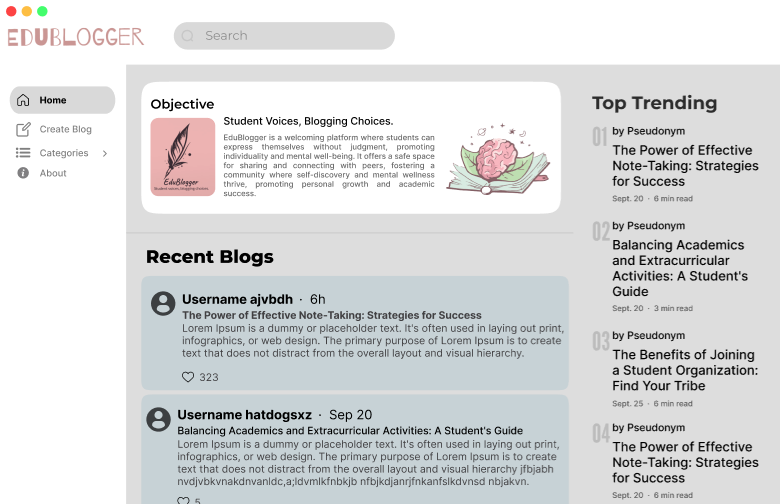 EDUBLOGGER
Search
Home
Create Blog
Categories
About
Objective
EduBlogger
Student voices, blogging choices.
Student Voices, Blogging Choices.
EduBlogger is a welcoming platform where students can
express themselves without judgment, promoting
individuality and mental well-being. It offers a safe space
for sharing and connecting with peers, fostering a
community where self-discovery and mental wellness
thrive, promoting personal growth and academic
success.
Recent Blogs
Username ajvbdh · 6h
The Power of Effective Note-Taking: Strategies for Success
Lorem Ipsum is a dummy or placeholder text. It's often used in laying out print,
infographics, or web design. The primary purpose of Lorem Ipsum is to create
text that does not distract from the overall layout and visual hierarchy.
323
Username hatdogsxz · Sep 20
Balancing Academics and Extracurricular Activities: A Student's Guide
Lorem Ipsum is a dummy or placeholder text. It's often used in laying out print,
infographics, or web design. The primary purpose of Lorem Ipsum is to create
text that does not distract from the overall layout and visual hierarchy jfbjabh
nvdjvbkvnakdnvanldc,a;ldvmlkfnbkjb nfbjkdjanrjfnkanfslkdvnsd nbjakvn.
5
Top Trending
01
by Pseudonym
The Power of Effective
Note-Taking: Strategies
for Success
Sept. 20 · 6 min read
02
by Pseudonym
Balancing Academics
and Extracurricular
Activities: A Student's
Guide
Sept. 20 · 3 min read
03
by Pseudonym
The Benefits of Joining
a Student Organization:
Find Your Tribe
Sept. 25 · 6 min read
04
by Pseudonym
The Power of Effective
Note-Taking: Strategies
for Success
Sept. 20 · 6 min read